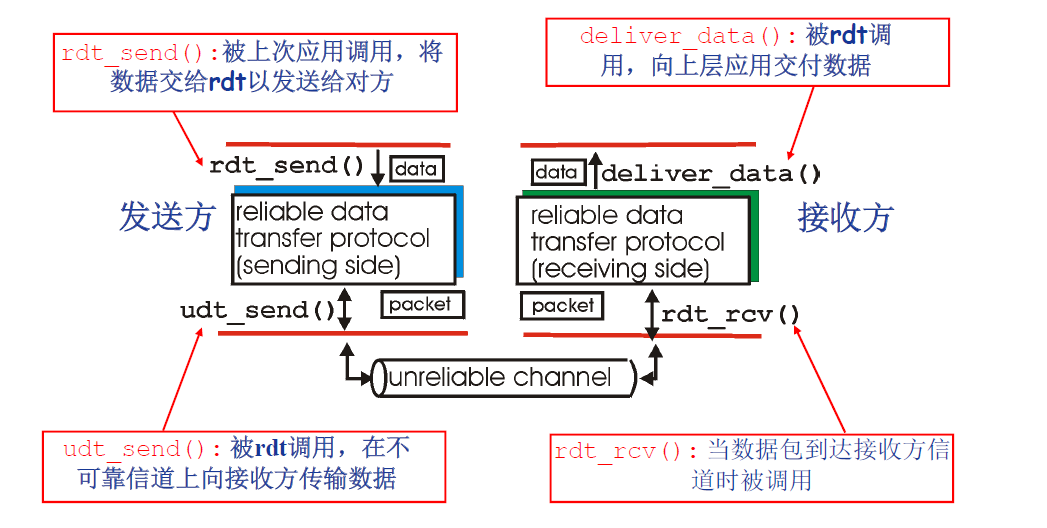 rdt_send():被上次应用调用，将
数据交给rdt以发送给对方
deliver_data(): 被rdt调
用，向上层应用交付数据
rdt_send()
data
data
deliver_data()
发送方
reliable data
transfer protocol
(sending side)
reliable data
transfer protocol
(receiving side)
接收方
udt_send()
packet
packet
rdt_rcv()
unreliable channel
udt_send(): 被rdt调用，在不
可靠信道上向接收方传输数据
rdt_rcv(): 当数据包到达接收方信
道时被调用